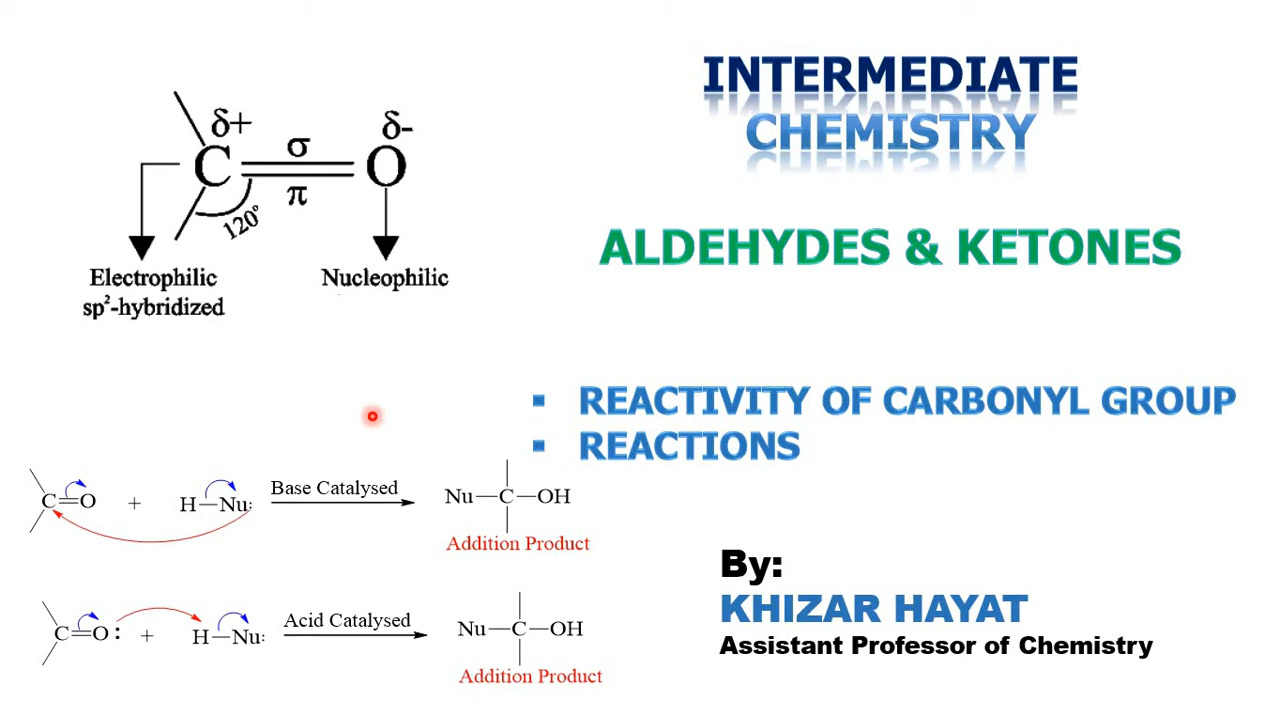 INTERMEDIATE
CHEMISTRY
ALDEHYDES & KETONES
δ+
δ-
C
σ
O
π
120°
Electrophilic
sp²-hybridized
Nucleophilic
▪ REACTIVITY OF CARBONYL GROUP
▪ REACTIONS
C=O + H—Nu: Base Catalysed Nu—C—OH
Addition Product
C=O: + H—Nu: Acid Catalysed Nu—C—OH
Addition Product
By:
KHIZAR HAYAT
Assistant Professor of Chemistry